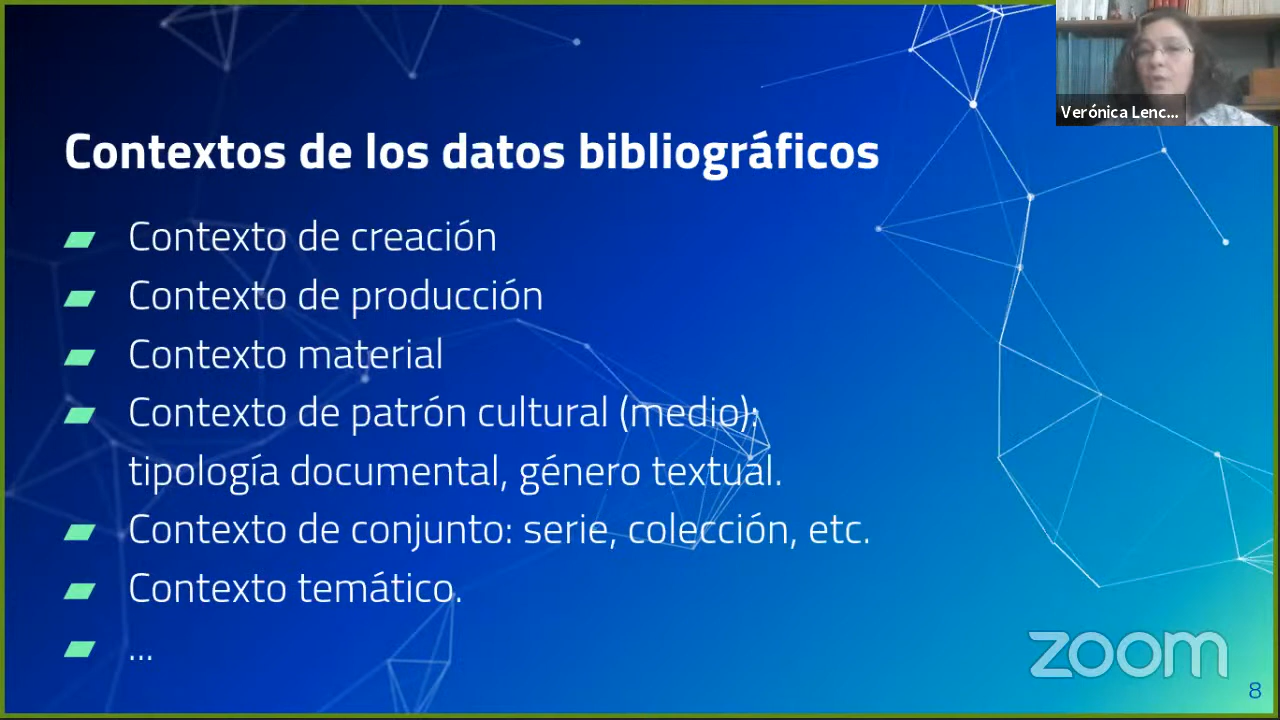 Verónica Lenc...
Contextos de los datos bibliográficos
Contexto de creación
Contexto de producción
Contexto material
Contexto de patrón cultural (medio):
tipología documental, género textual.
Contexto de conjunto: serie, colección, etc.
Contexto temático.
...
zoom
8